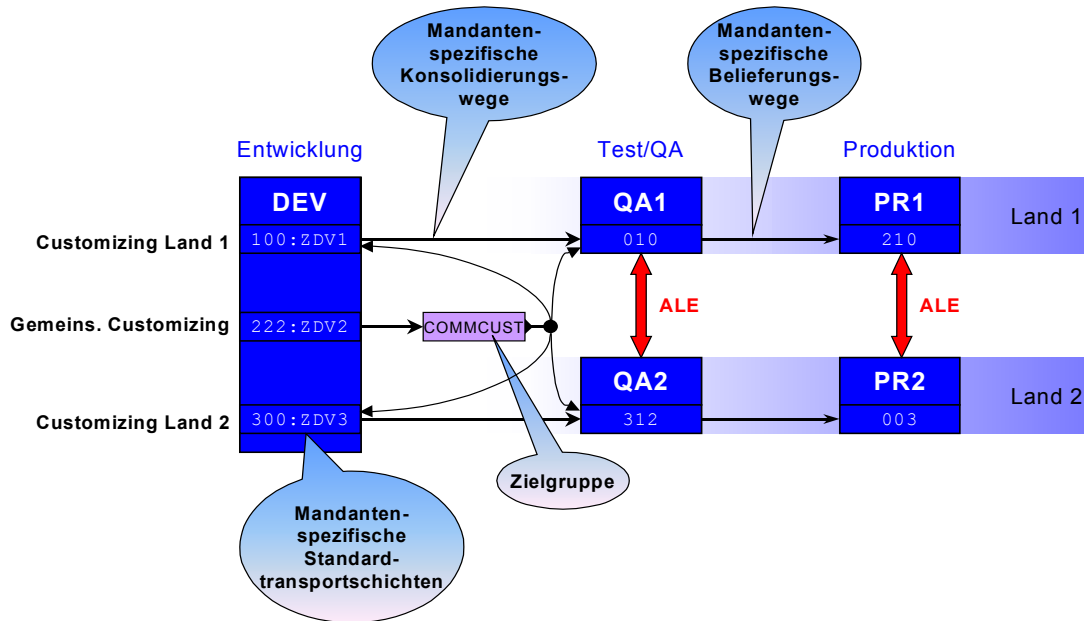 Mandanten-
spezifische
Konsolidierungs-
wege
Mandanten-
spezifische
Belieferungs-
wege
Entwicklung
Test/QA
Produktion
DEV
QA1
PR1
Land 1
Customizing Land 1
100:ZDV1
010
210
ALE
ALE
Gemeins. Customizing
222:ZDV2
COMMCUST
QA2
PR2
Land 2
Customizing Land 2
300:ZDV3
312
003
Zielgruppe
Mandanten-
spezifische
Standard-
transportschichten